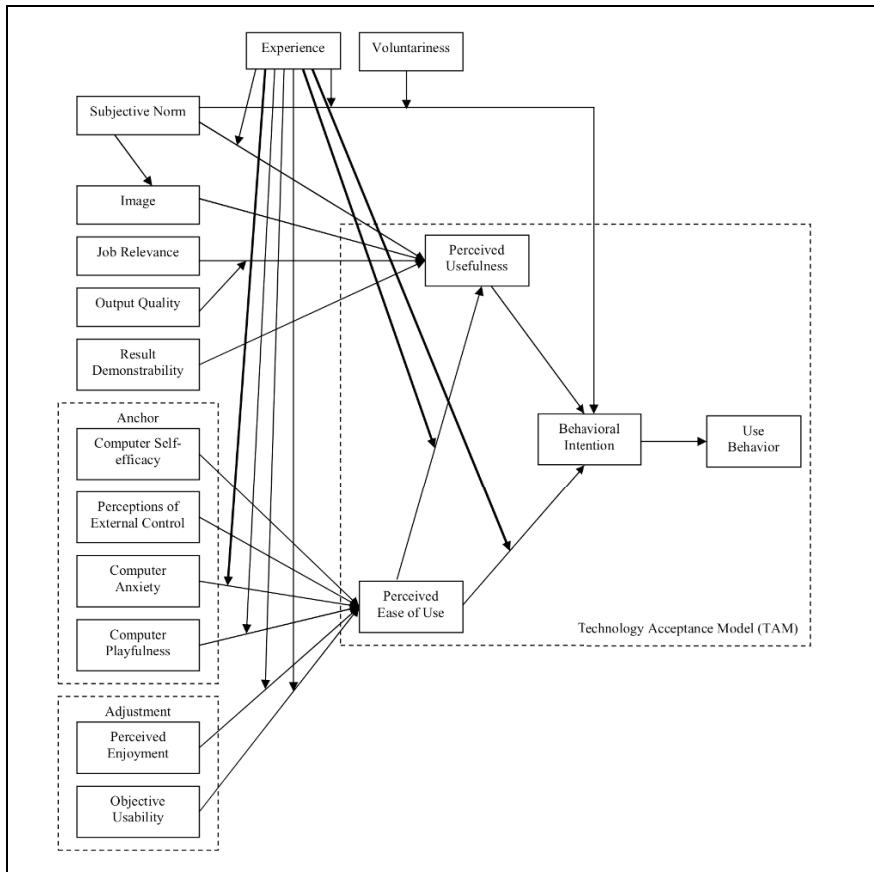 Experience
Voluntariness
Subjective Norm
Image
Job Relevance
Output Quality
Result
Demonstrability
Anchor
Computer Self-
efficacy
Perceptions of
External Control
Computer
Anxiety
Computer
Playfulness
Adjustment
Perceived
Enjoyment
Objective
Usability
Perceived
Usefulness
Perceived
Ease of Use
Behavioral
Intention
Use
Behavior
Technology Acceptance Model (TAM)